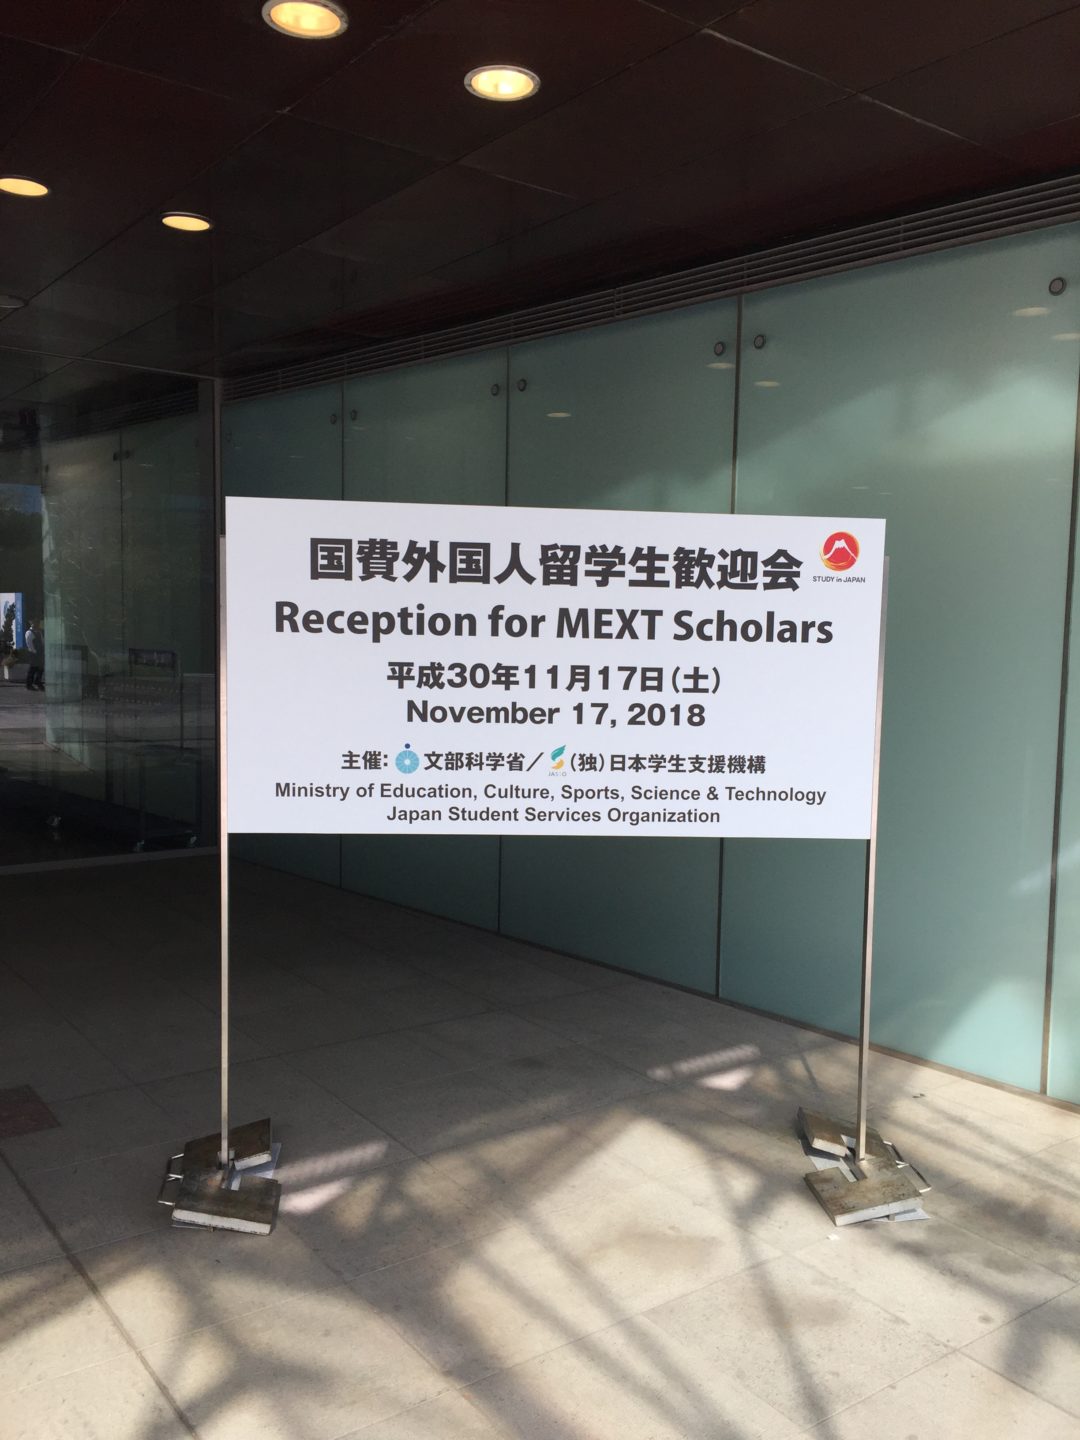 国費外国人留学生歓迎会
STUDY in JAPAN
Reception for MEXT Scholars
平成30年11月17日(土)
November 17, 2018
主催: 文部科学省/ JASSO (独)日本学生支援機構
Ministry of Education, Culture, Sports, Science & Technology
Japan Student Services Organization